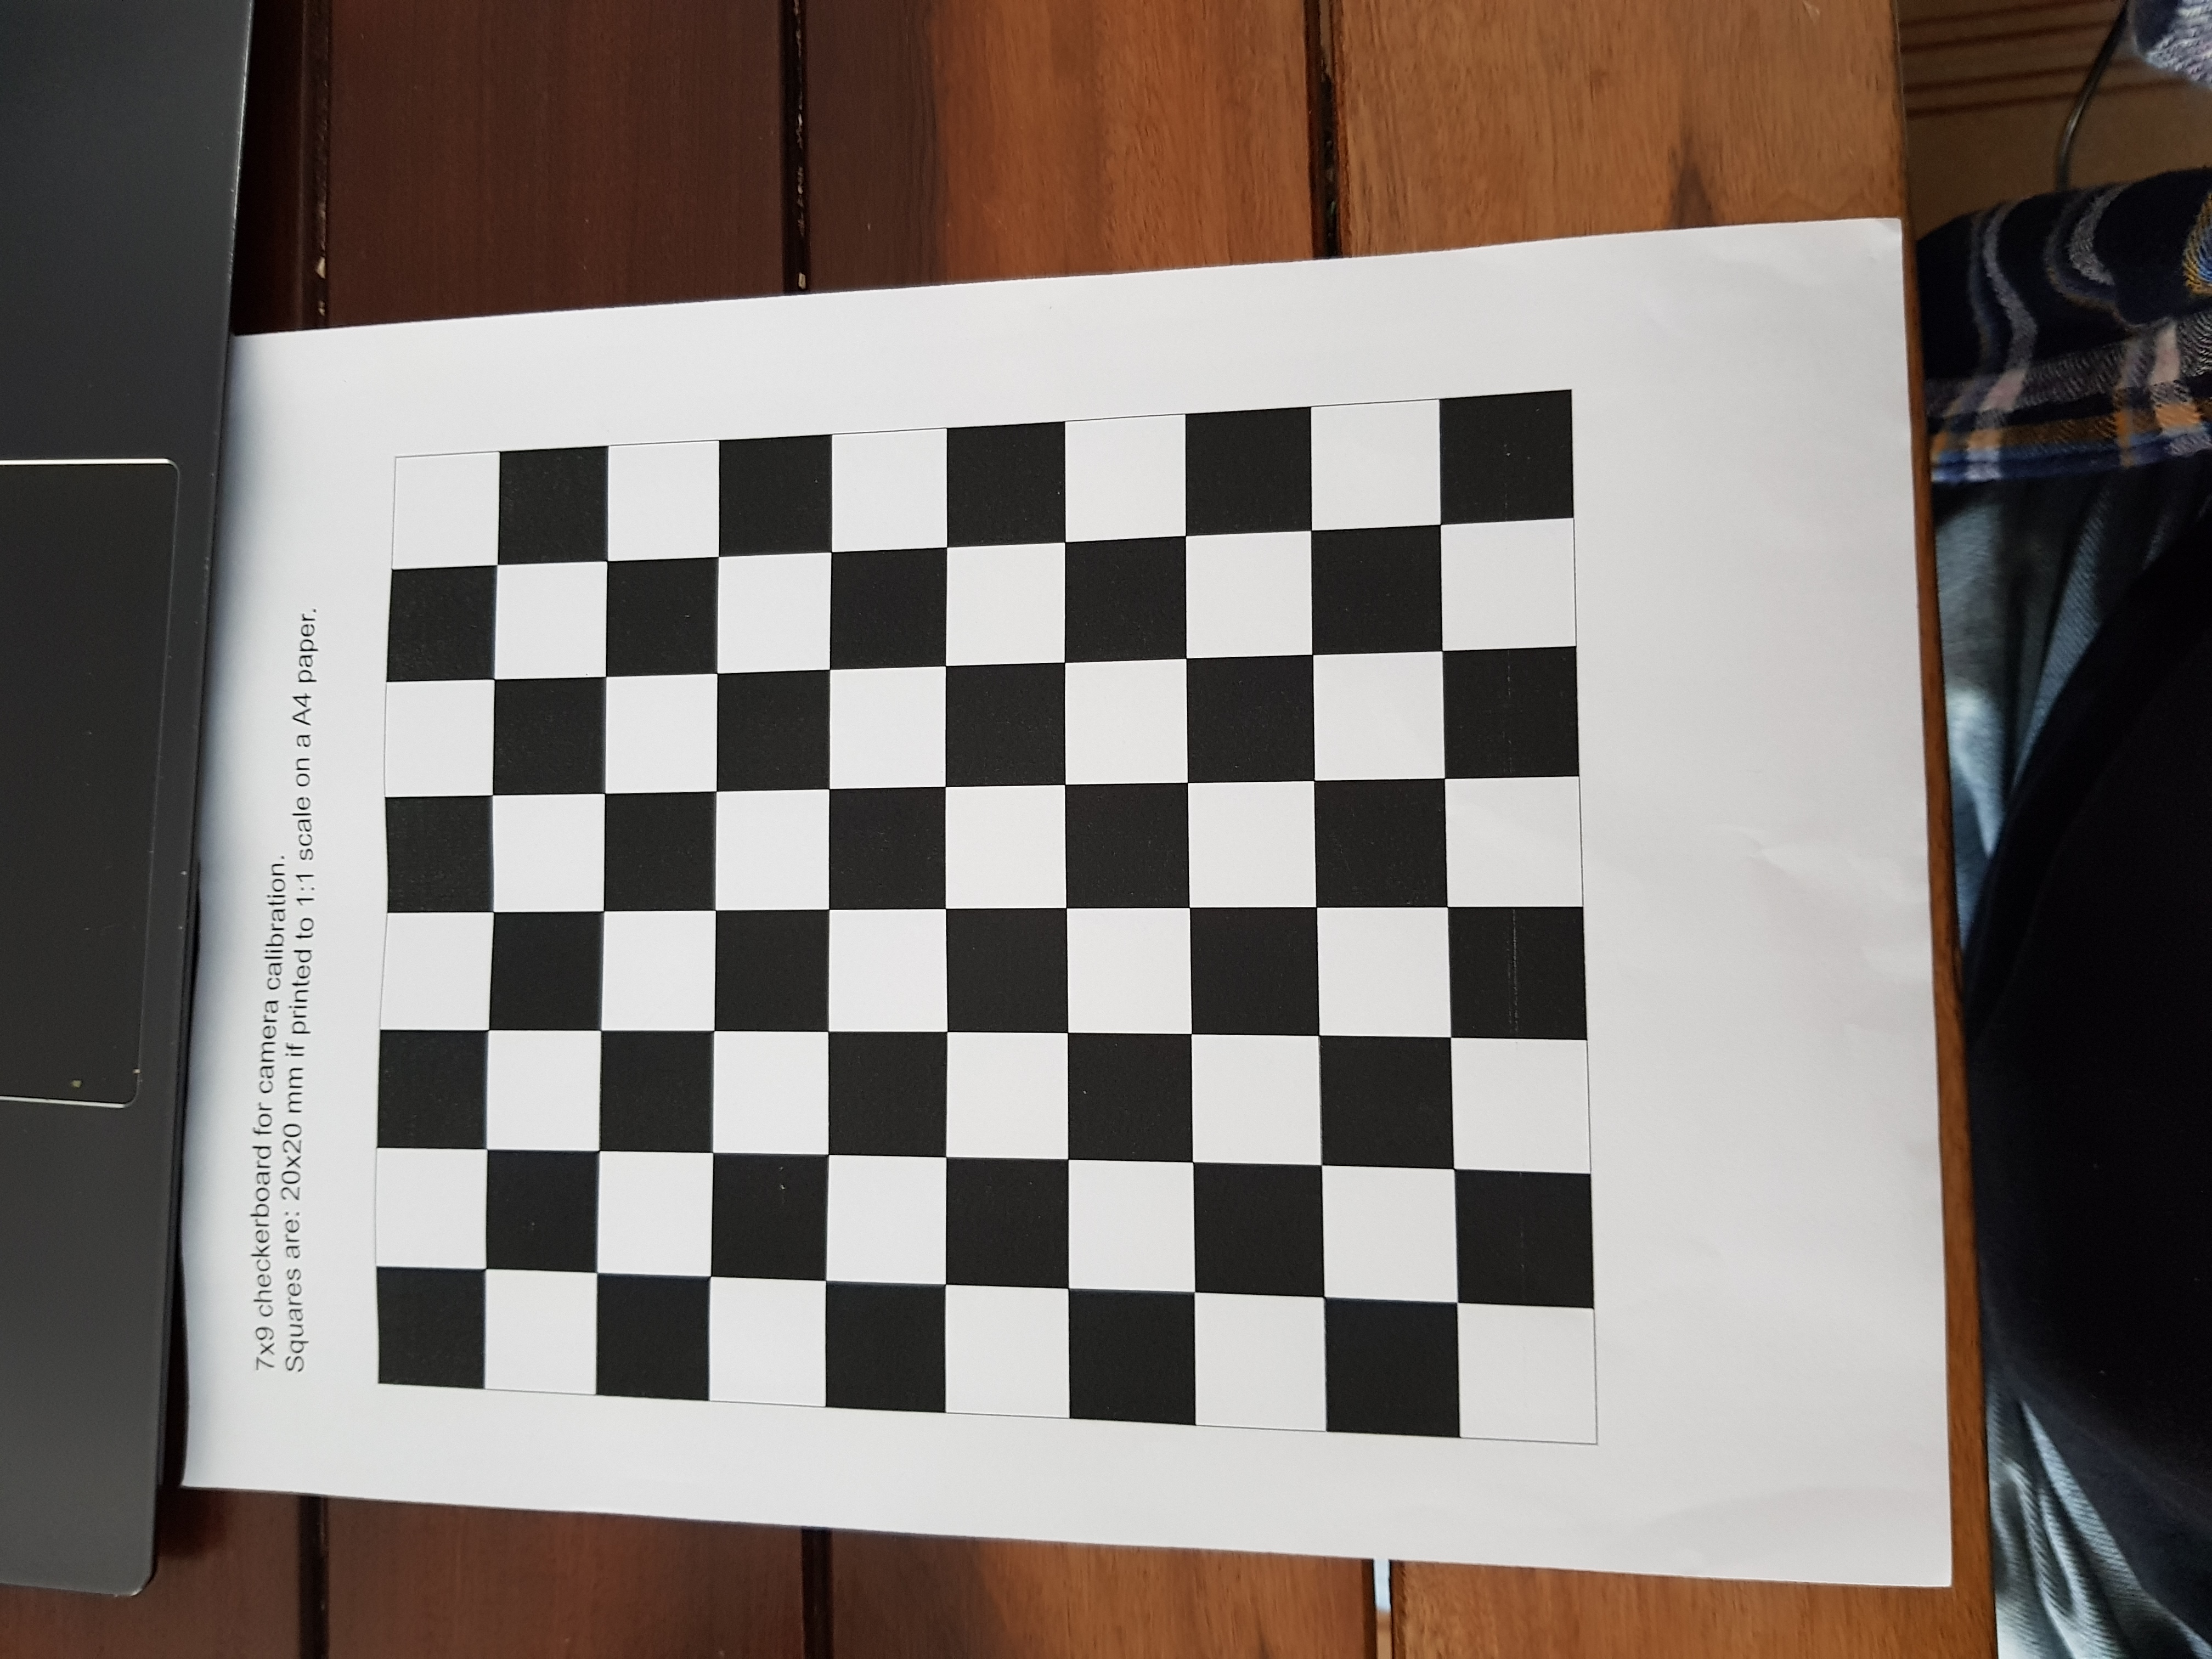 7x9 checkerboard for camera calibration.
Squares are: 20x20 mm if printed to 1:1 scale on a A4 paper.